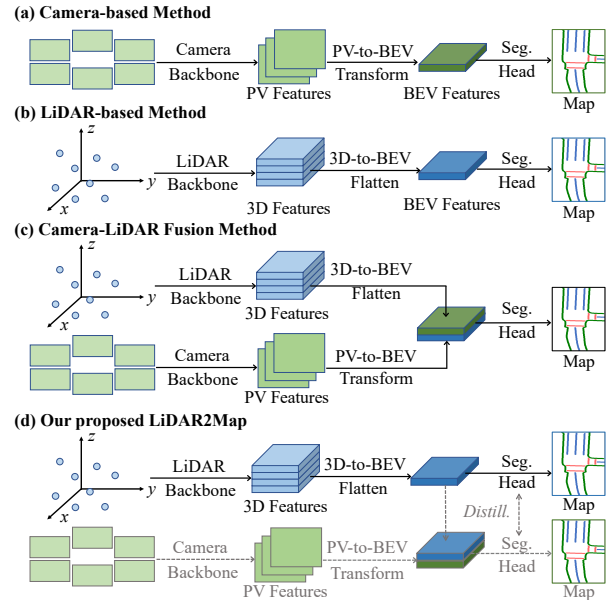 (a) Camera-based Method
Camera
Backbone
PV Features
PV-to-BEV
Transform
BEV Features
Seg.
Head
Map
(b) LiDAR-based Method
z
y
x
LiDAR
Backbone
3D Features
3D-to-BEV
Flatten
BEV Features
Seg.
Head
Map
(c) Camera-LiDAR Fusion Method
z
y
x
LiDAR
Backbone
3D Features
3D-to-BEV
Flatten
Camera
Backbone
PV Features
PV-to-BEV
Transform
Seg.
Head
Map
(d) Our proposed LiDAR2Map
z
y
x
LiDAR
Backbone
3D Features
3D-to-BEV
Flatten
Seg.
Head
Map
Distill.
Camera
Backbone
PV Features
PV-to-BEV
Transform
Seg.
Head
Map